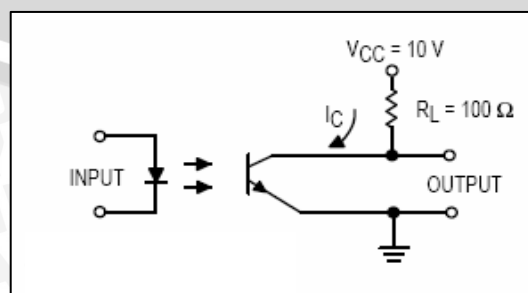 VCC = 10 V
IC
RL = 100 Ω
INPUT
OUTPUT